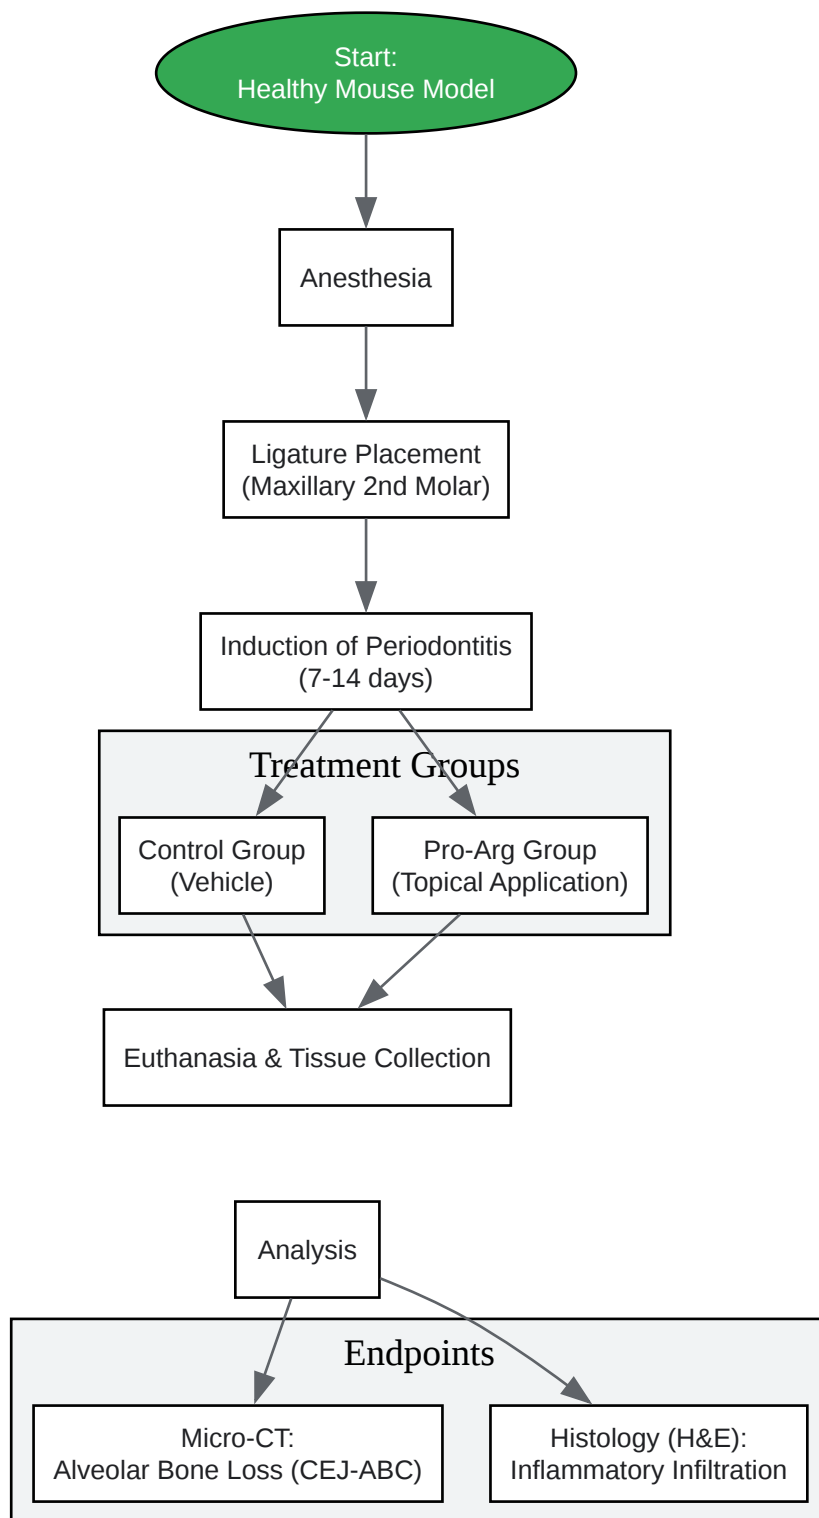 Start:
Healthy Mouse Model
Anesthesia
Ligature Placement
(Maxillary 2nd Molar)
Induction of Periodontitis
(7-14 days)
Treatment Groups
Control Group
(Vehicle)
Pro-Arg Group
(Topical Application)
Euthanasia & Tissue Collection
Analysis
Endpoints
Micro-CT:
Alveolar Bone Loss (CEJ-ABC)
Histology (H&E):
Inflammatory Infiltration